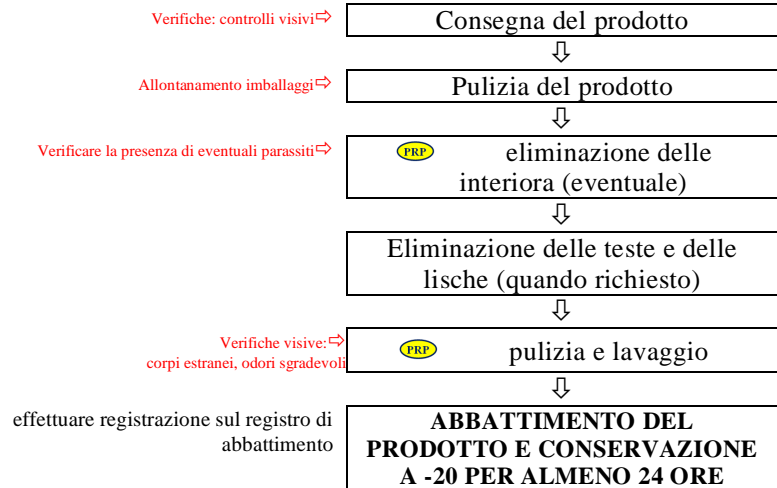 Verifiche: controlli visivi
Consegna del prodotto
Allontanamento imballaggi
Pulizia del prodotto
Verificare la presenza di eventuali parassiti
PRP
eliminazione delle
interiora (eventuale)
Eliminazione delle teste e delle
lische (quando richiesto)
Verifiche visive:
corpi estranei, odori sgradevoli
PRP
pulizia e lavaggio
effettuare registrazione sul registro di
abbattimento
ABBATTIMENTO DEL
PRODOTTO E CONSERVAZIONE
A -20 PER ALMENO 24 ORE